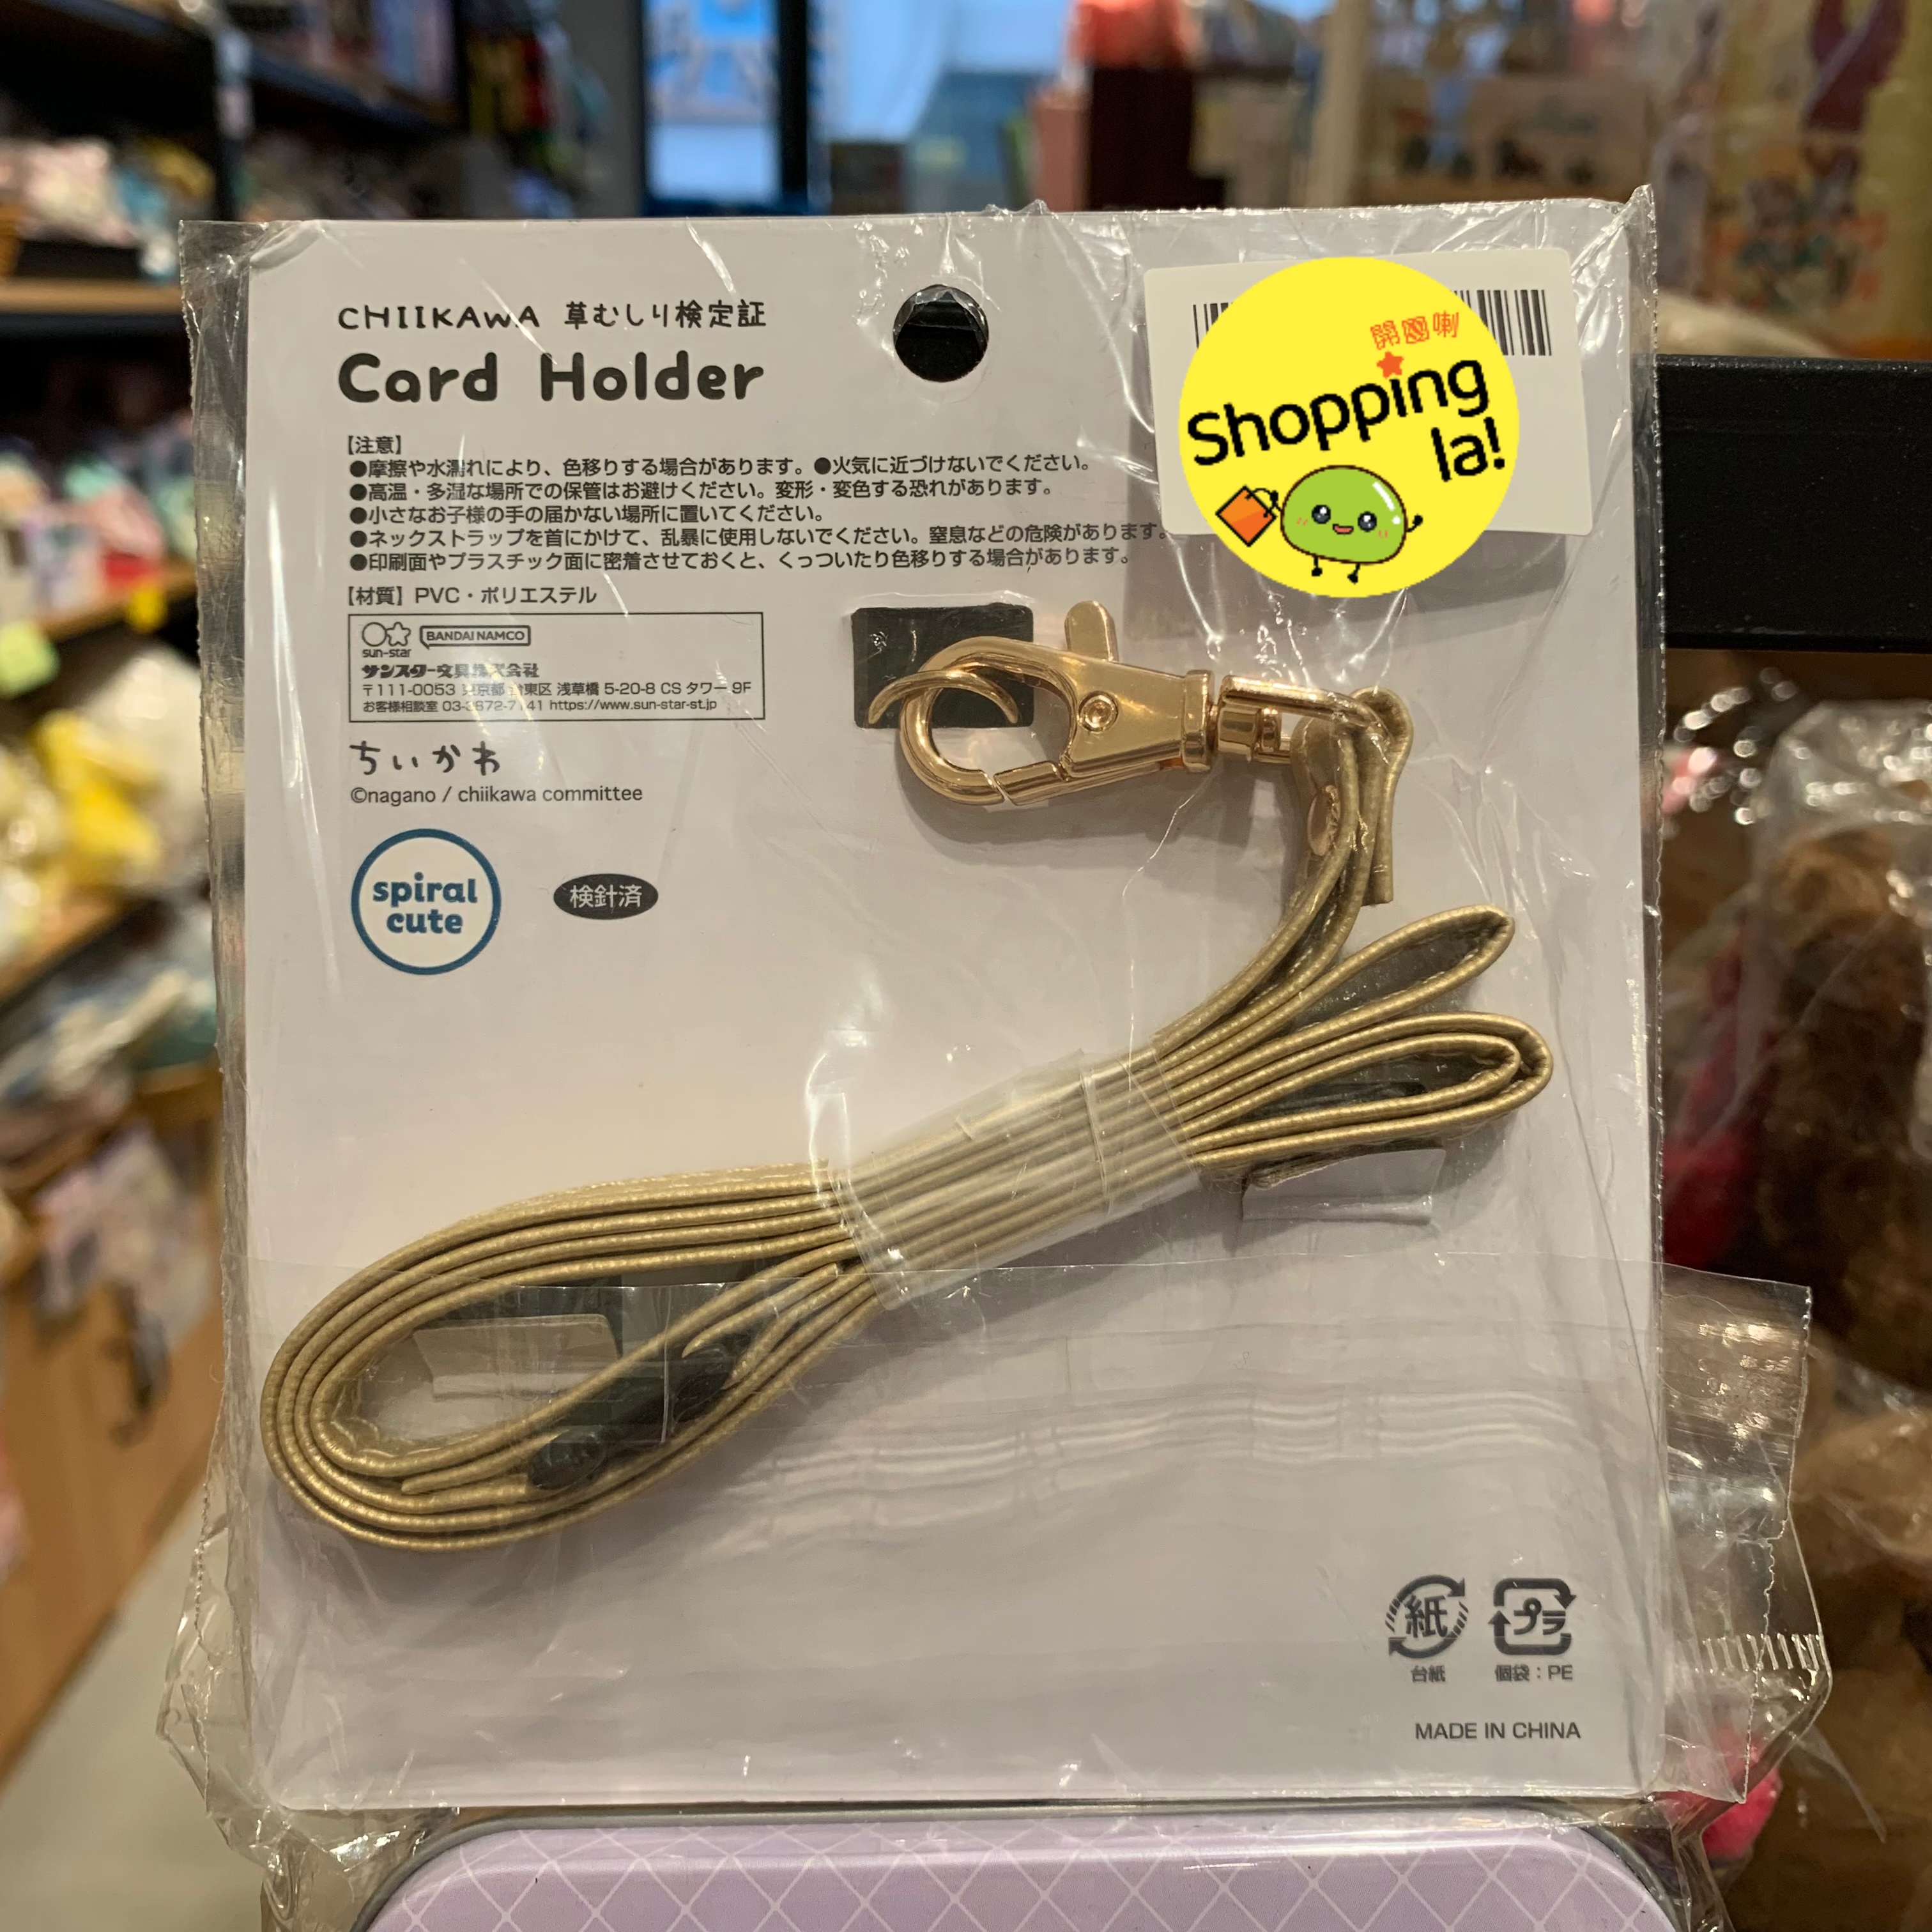 CHIIKAWA 草むしり検定証
Card Holder
【注意】
●摩擦や水濡れにより、色移りする場合があります。●火気に近づけないでください。
●高温・多湿な場所での保管はお避けください。変形・変色する恐れがあります。
●小さなお子様の手の届かない場所に置いてください。
●ネックストラップを首にかけて、乱暴に使用しないでください。窒息などの危険があります。
●印刷面やプラスチック面に密着させておくと、くっついたり色移りする場合があります。
【材質】PVC・ポリエステル
sun-star
BANDAI NAMCO
サンスター文具株式会社
〒111-0053 東京都台東区 浅草橋 5-20-8 CS タワー 9F
お客様相談室 03-3872-7141 https://www.sun-star-st.jp
ちいかわ
©nagano / chiikawa committee
spiral
cute
検針済
開団喇
Shopping
la!
紙
台紙
プラ
個袋：PE
MADE IN CHINA